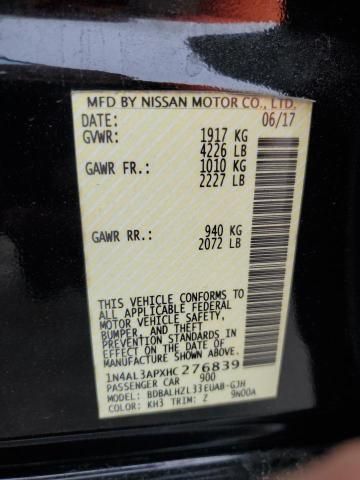 MFD BY NISSAN MOTOR CO., LTD.
DATE: 06/17
GVWR: 1917 KG
4226 LB
GAWR FR.: 1010 KG
2227 LB
GAWR RR.: 940 KG
2072 LB
THIS VEHICLE CONFORMS TO
ALL APPLICABLE FEDERAL
MOTOR VEHICLE SAFETY,
BUMPER, AND THEFT
PREVENTION STANDARDS IN
EFFECT ON THE DATE OF
MANUFACTURE SHOWN ABOVE.
1N4AL3APXHC276839
PASSENGER CAR 900
MODEL: BDBALHZL33EUAB-GJH
COLOR: KH3 TRIM: Z 9N00A